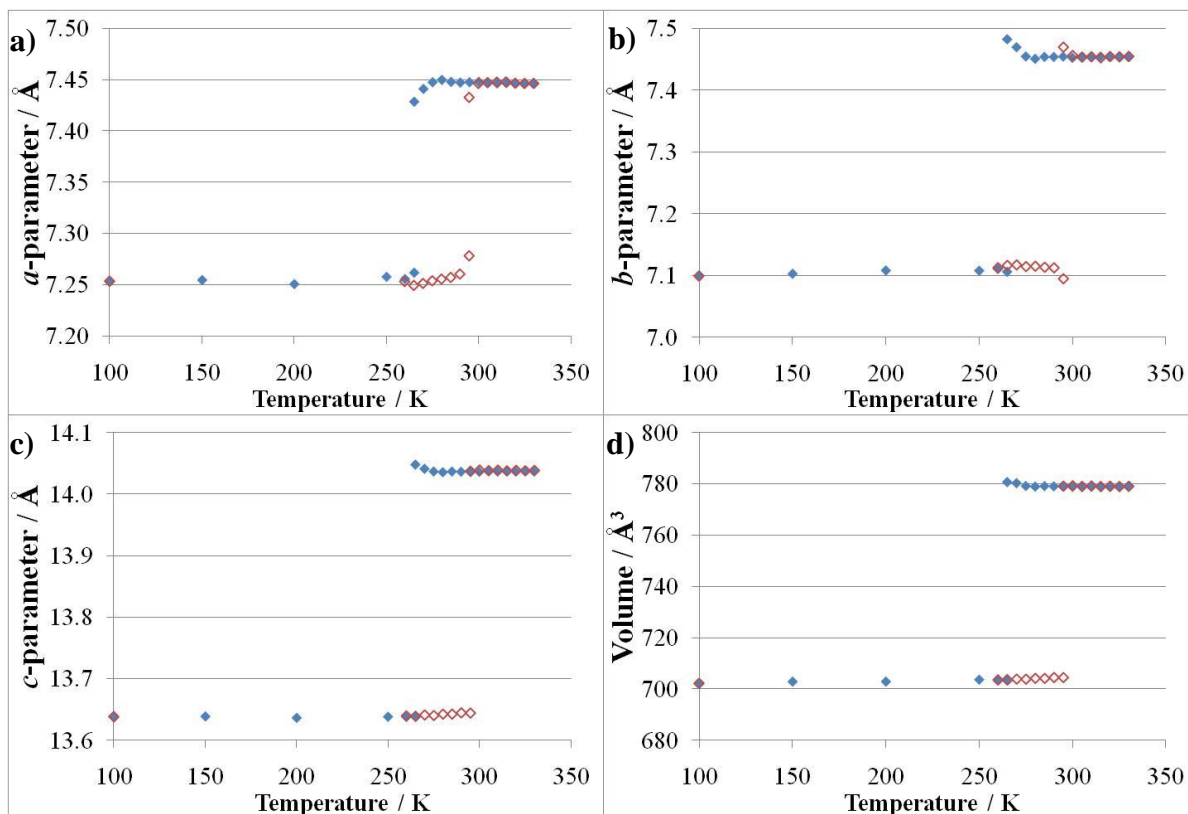 a)
a-parameter / Å
7.50
7.45
7.40
7.35
7.30
7.25
7.20
100 150 200 250 300 350
Temperature / K
b)
b-parameter / Å
7.5
7.4
7.3
7.2
7.1
7.0
100 150 200 250 300 350
Temperature / K
c)
c-parameter / Å
14.1
14.0
13.9
13.8
13.7
13.6
100 150 200 250 300 350
Temperature / K
d)
Volume / Å³
800
780
760
740
720
700
680
100 150 200 250 300 350
Temperature / K